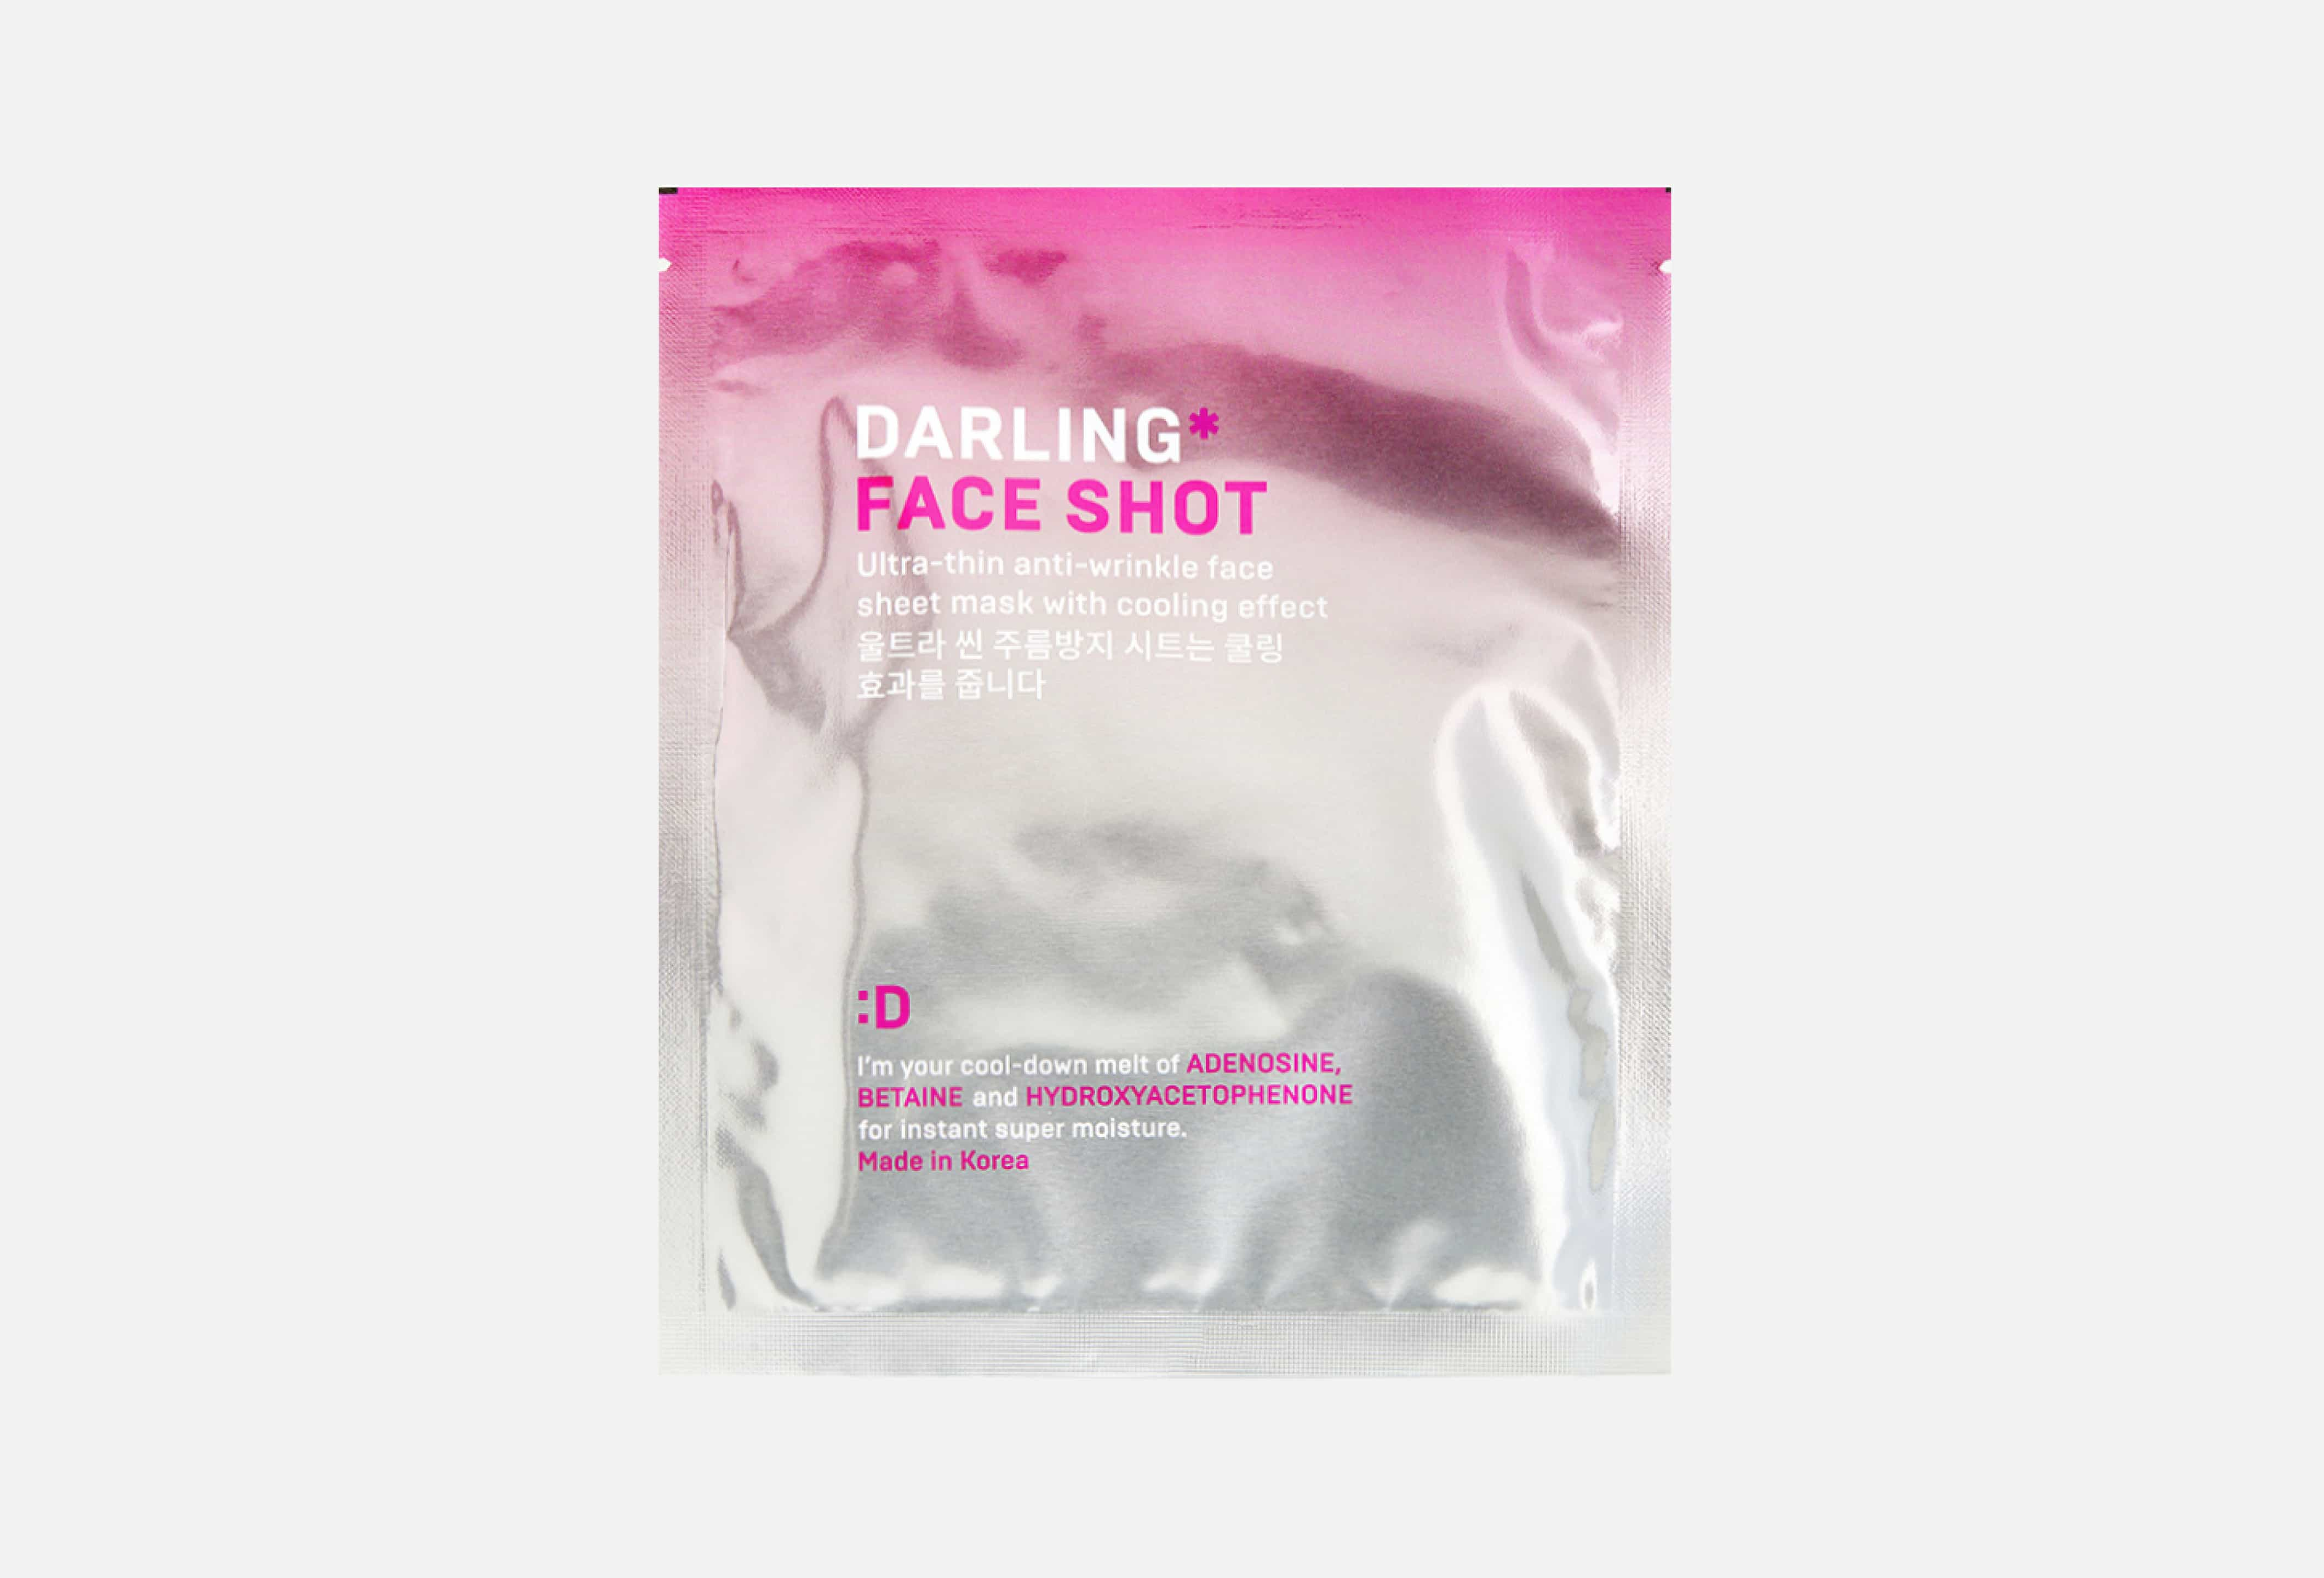 DARLING*
FACE SHOT
Ultra-thin anti-wrinkle face
sheet mask with cooling effect
울트라 씬 주름방지 시트는 쿨링
효과를 줍니다
:D
I'm your cool-down melt of ADENOSINE,
BETAINE and HYDROXYACETOPHENONE
for instant super moisture.
Made in Korea